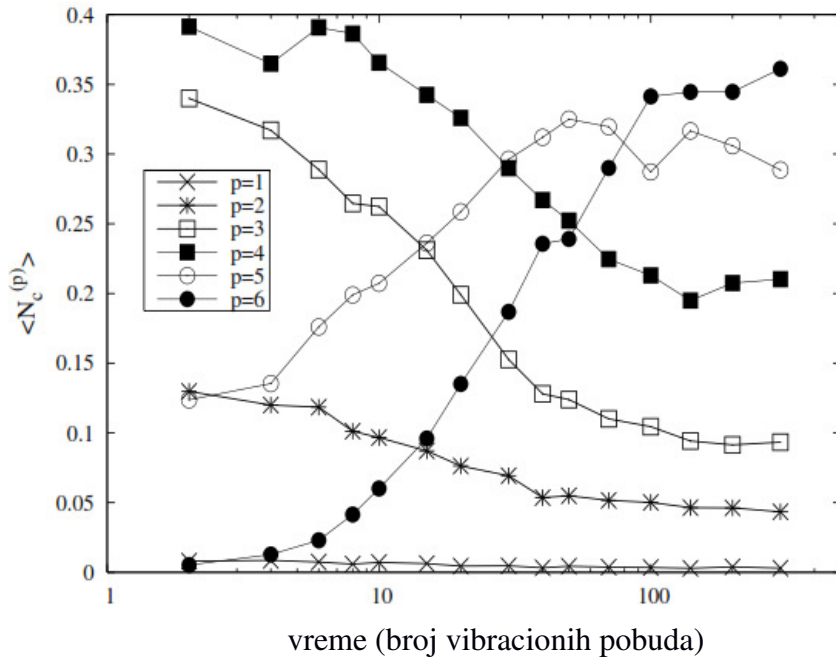 0.4
0.35
0.3
0.25
0.2
0.15
0.1
0.05
0
<N_c^(p)>
p=1
p=2
p=3
p=4
p=5
p=6
1 10 100
vreme (broj vibracionih pobuda)